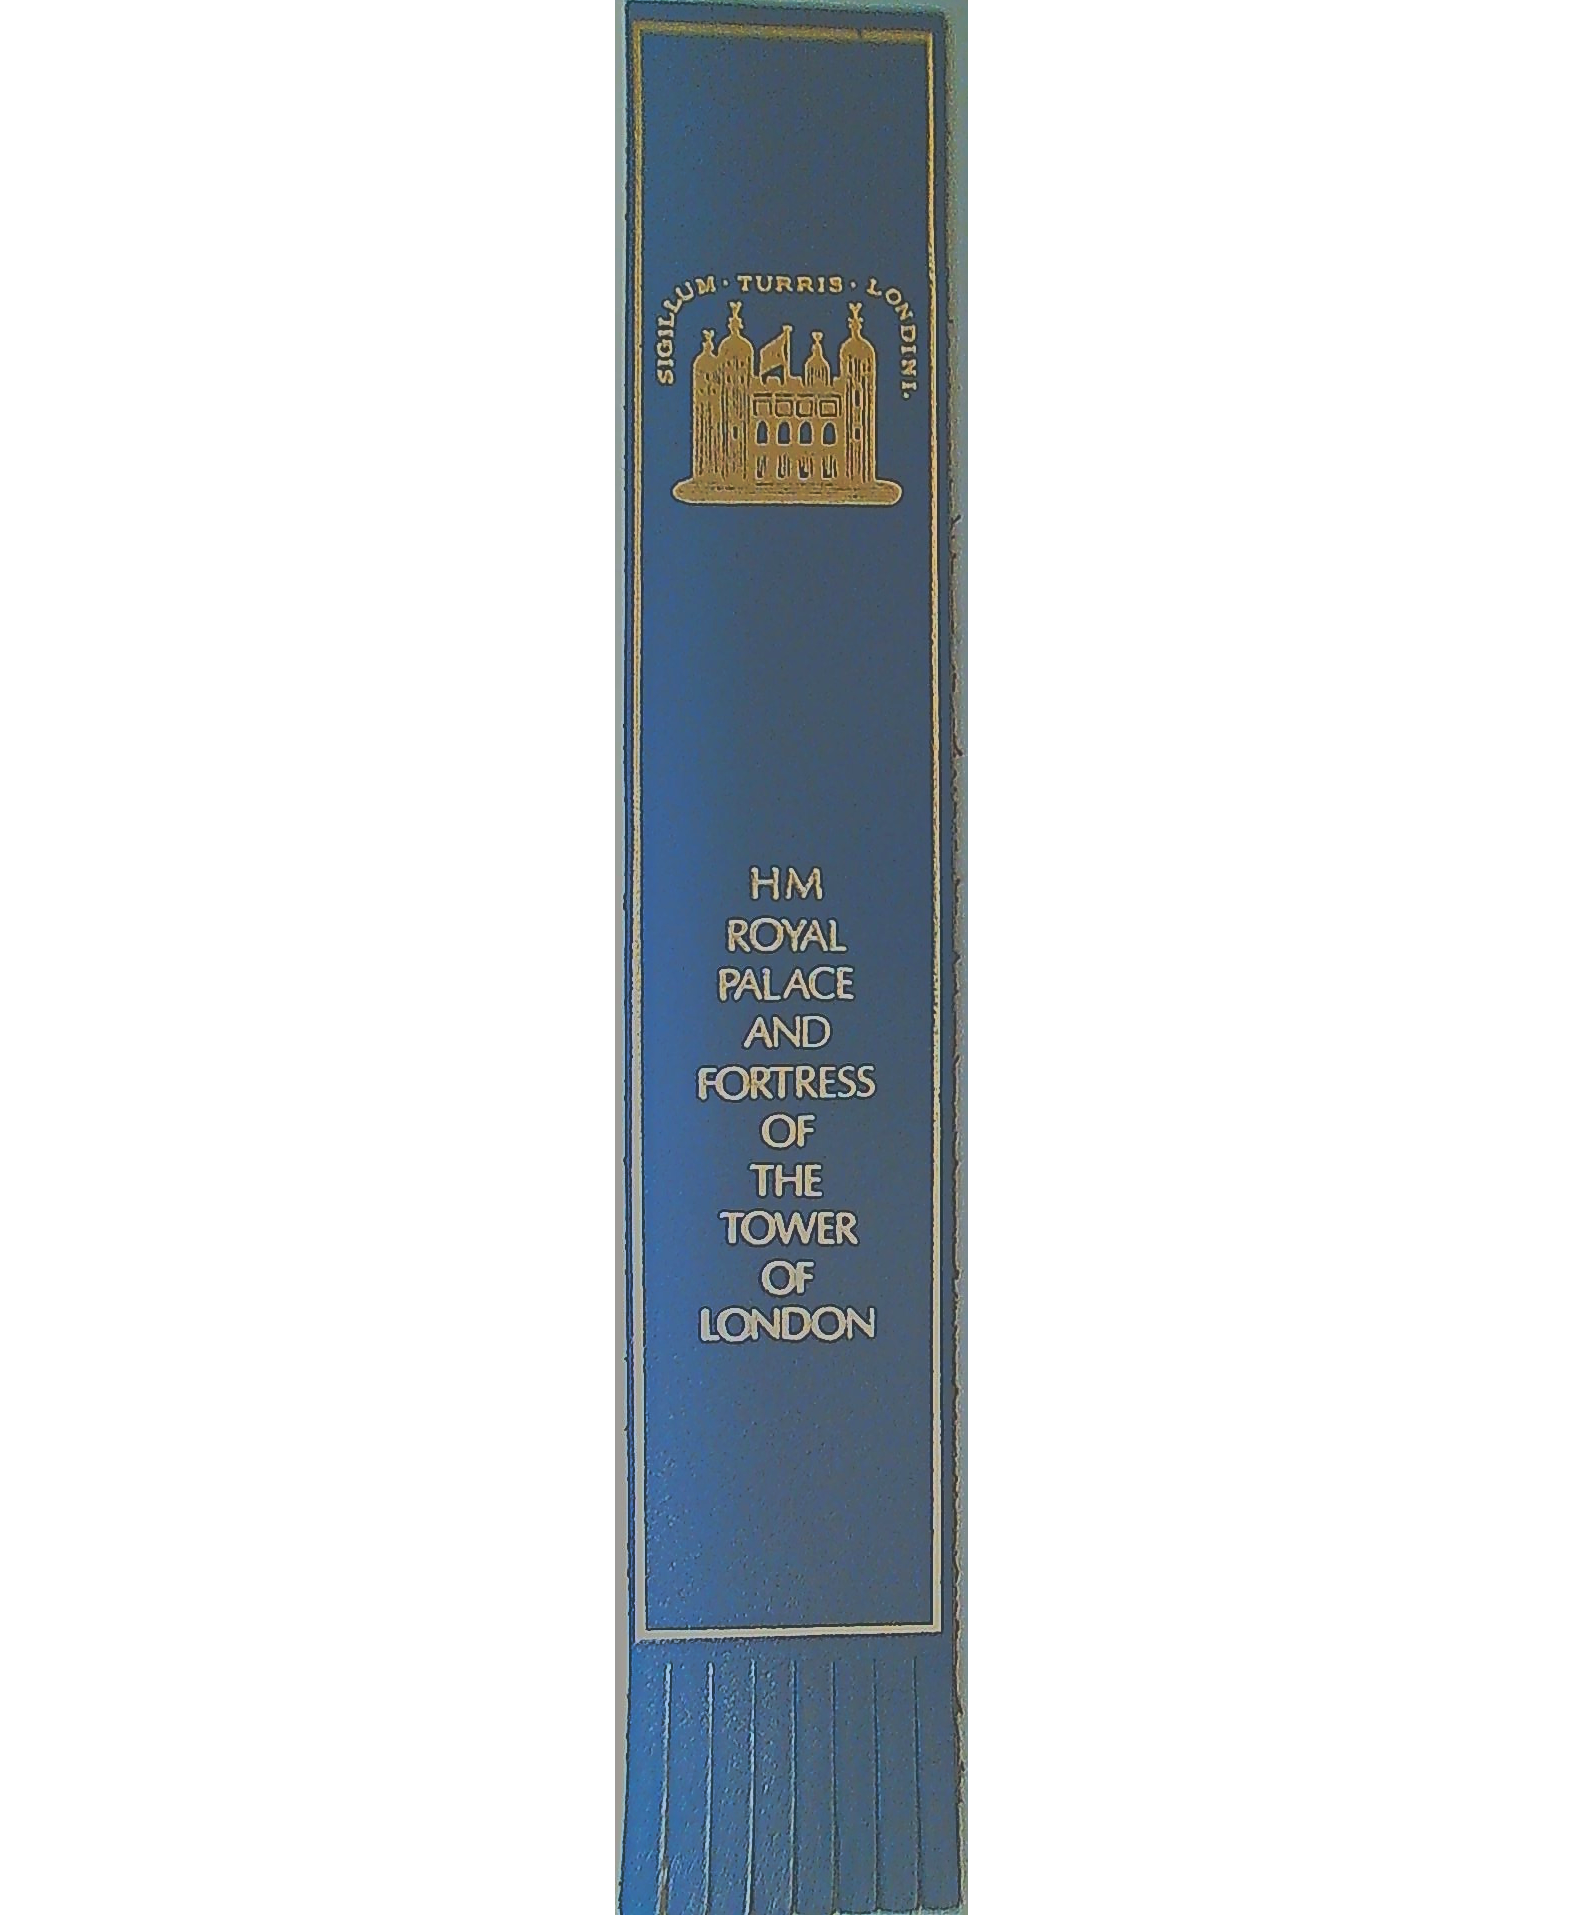 SIGILLUM · TURRIS · LONDINI.
HM
ROYAL
PALACE
AND
FORTRESS
OF
THE
TOWER
OF
LONDON